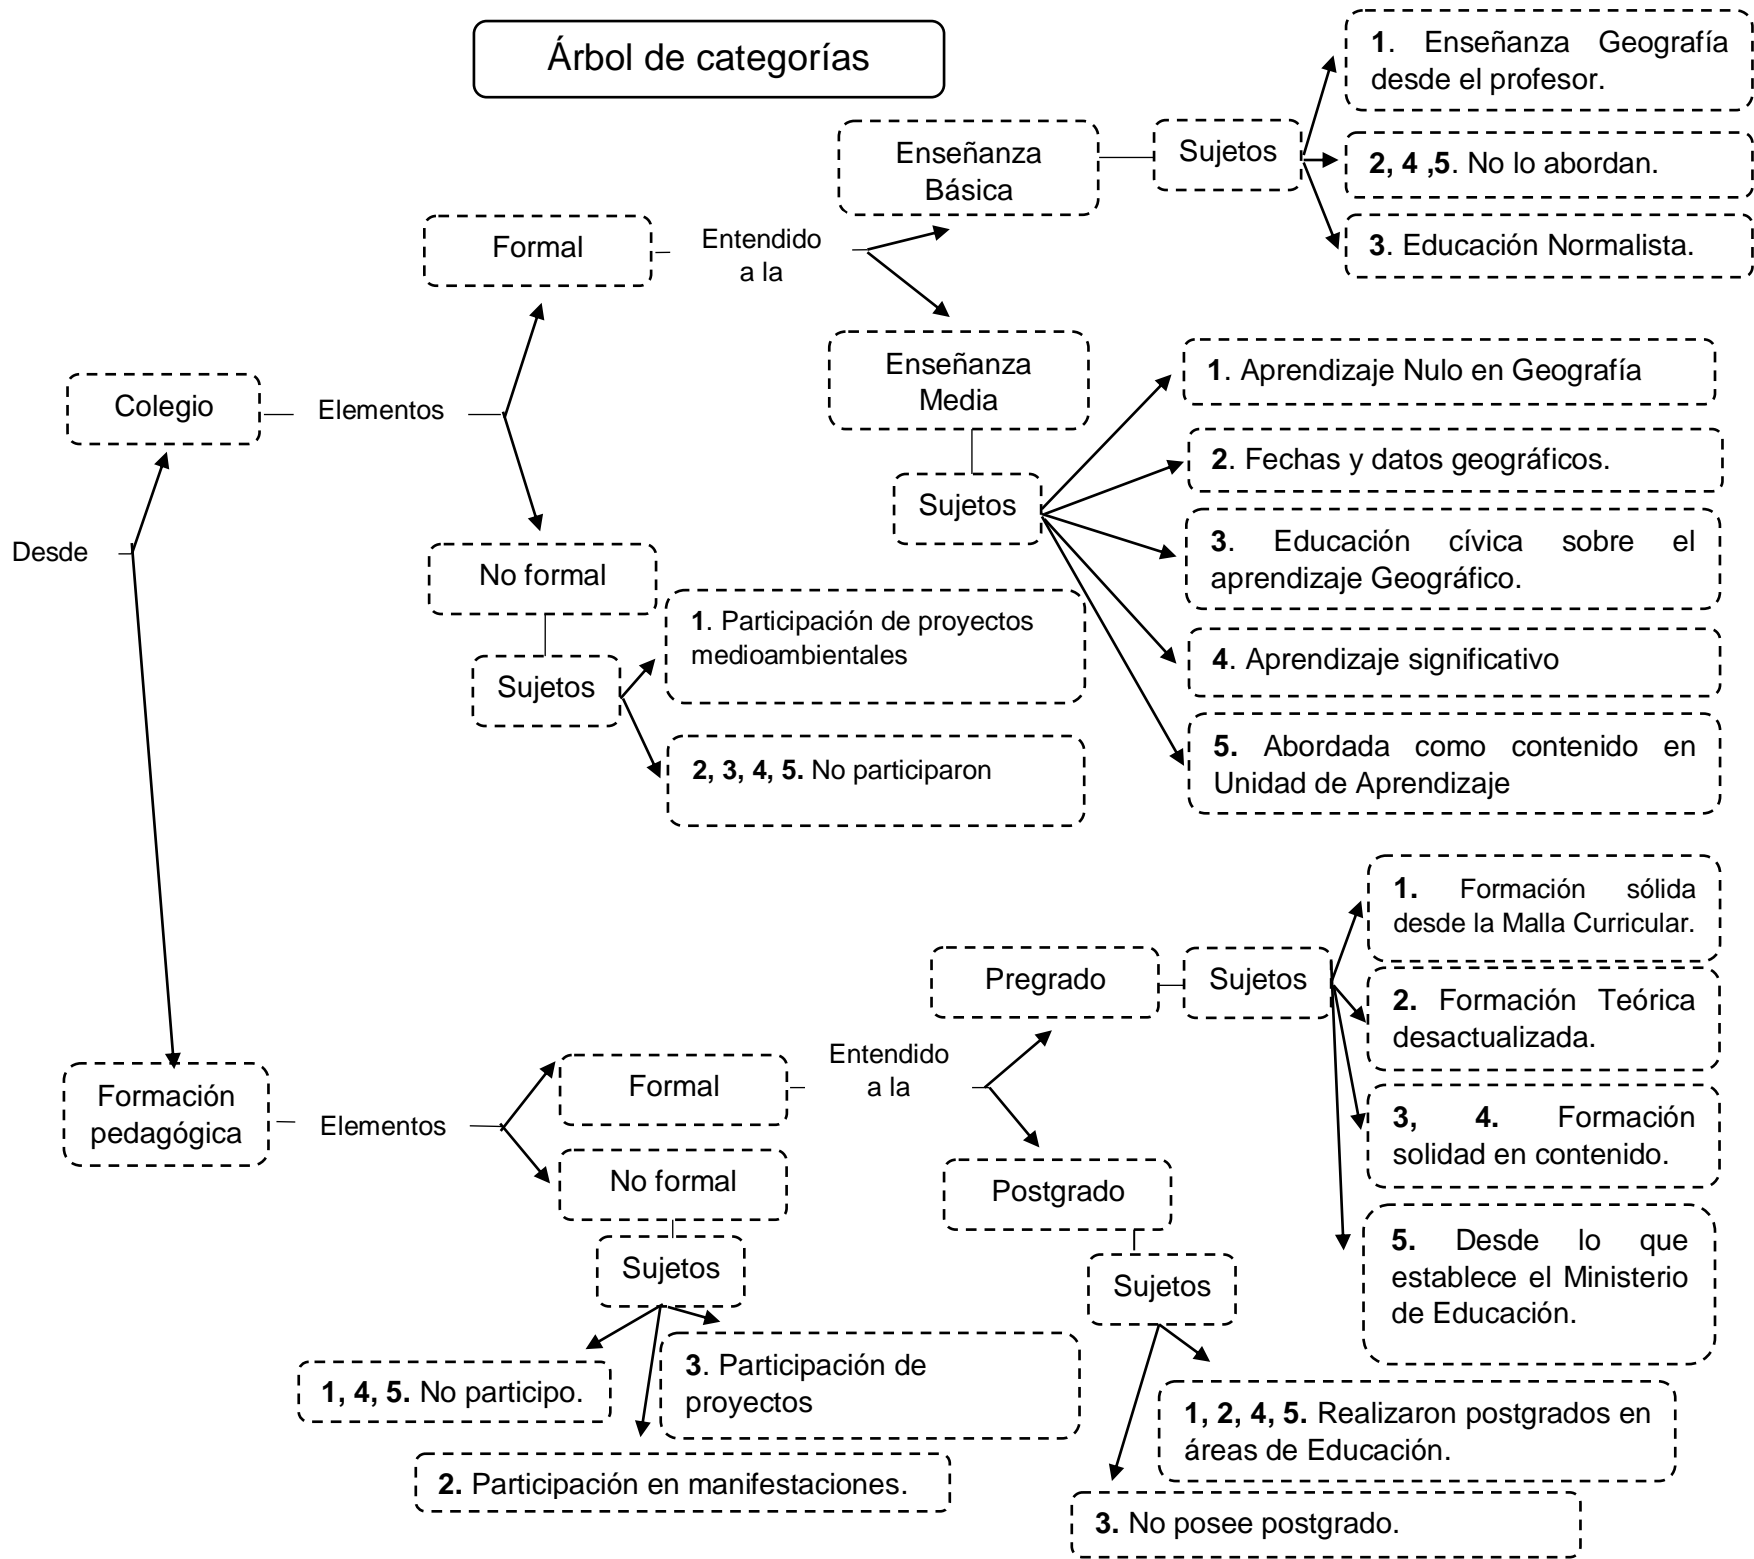 Árbol de categorías
1. Enseñanza Geografía
desde el profesor.
Enseñanza
Básica
Sujetos
2, 4 ,5. No lo abordan.
3. Educación Normalista.
Formal
Entendido
a la
Enseñanza
Media
1. Aprendizaje Nulo en Geografía
Colegio
Elementos
2. Fechas y datos geográficos.
Sujetos
3. Educación cívica sobre el
aprendizaje Geográfico.
Desde
No formal
1. Participación de proyectos
medioambientales
4. Aprendizaje significativo
Sujetos
2, 3, 4, 5. No participaron
5. Abordada como contenido en
Unidad de Aprendizaje
1. Formación sólida
desde la Malla Curricular.
Pregrado
Sujetos
2. Formación Teórica
desactualizada.
Formación
pedagógica
Elementos
Formal
Entendido
a la
3, 4. Formación
solidad en contenido.
No formal
Postgrado
5. Desde lo que
establece el Ministerio
de Educación.
Sujetos
Sujetos
1, 4, 5. No participo.
3. Participación de
proyectos
1, 2, 4, 5. Realizaron postgrados en
áreas de Educación.
2. Participación en manifestaciones.
3. No posee postgrado.